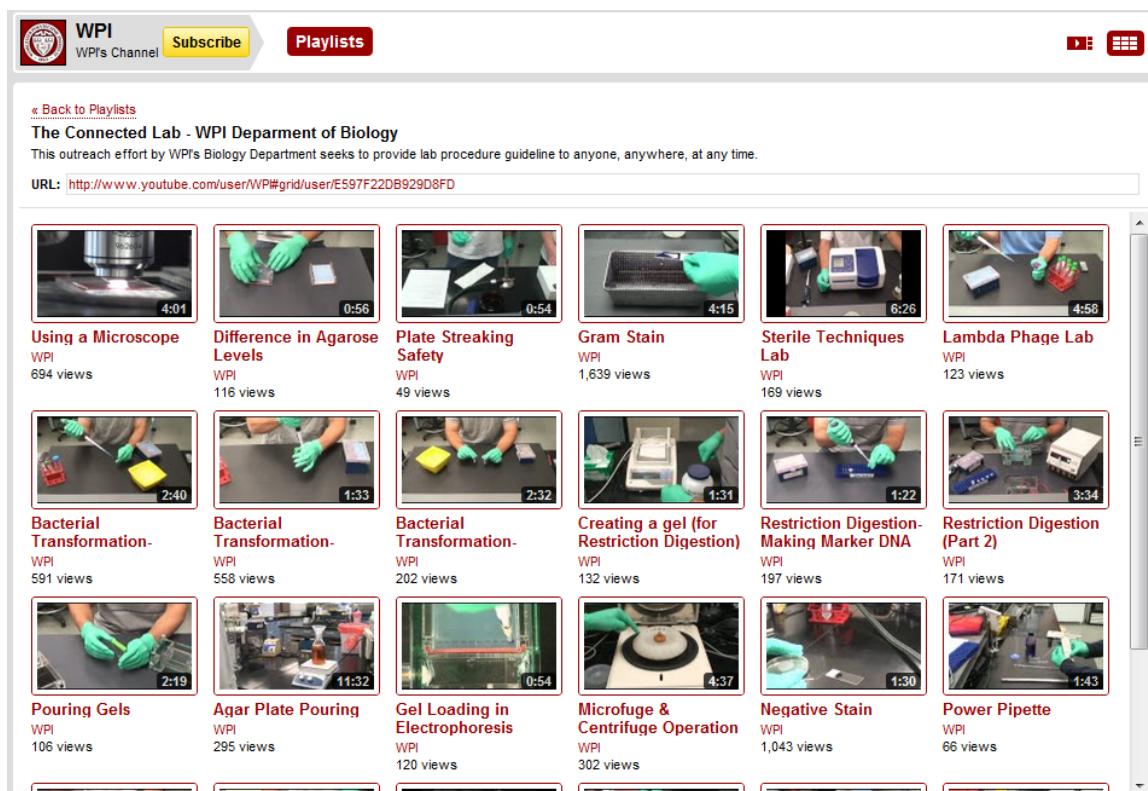 WPI
WPI's Channel
Subscribe
Playlists
« Back to Playlists
The Connected Lab - WPI Deparment of Biology
This outreach effort by WPI's Biology Department seeks to provide lab procedure guideline to anyone, anywhere, at any time.
URL: http://www.youtube.com/user/WPI#grid/user/E597F22DB929D8FD
962604
4:01
0:56
0:54
4:15
6:26
4:58
Using a Microscope
WPI
694 views
Difference in Agarose
Levels
WPI
116 views
Plate Streaking
Safety
WPI
49 views
Gram Stain
WPI
1,639 views
Sterile Techniques
Lab
WPI
169 views
Lambda Phage Lab
WPI
123 views
2:40
1:33
2:32
1:31
1:22
3:34
Bacterial
Transformation-
WPI
591 views
Bacterial
Transformation-
WPI
558 views
Bacterial
Transformation-
WPI
202 views
Creating a gel (for
Restriction Digestion)
WPI
132 views
Restriction Digestion-
Making Marker DNA
WPI
197 views
Restriction Digestion
(Part 2)
WPI
171 views
2:19
11:32
0:54
4:37
1:30
1:43
Pouring Gels
WPI
106 views
Agar Plate Pouring
WPI
295 views
Gel Loading in
Electrophoresis
WPI
120 views
Microfuge &
Centrifuge Operation
WPI
302 views
Negative Stain
WPI
1,043 views
Power Pipette
WPI
66 views